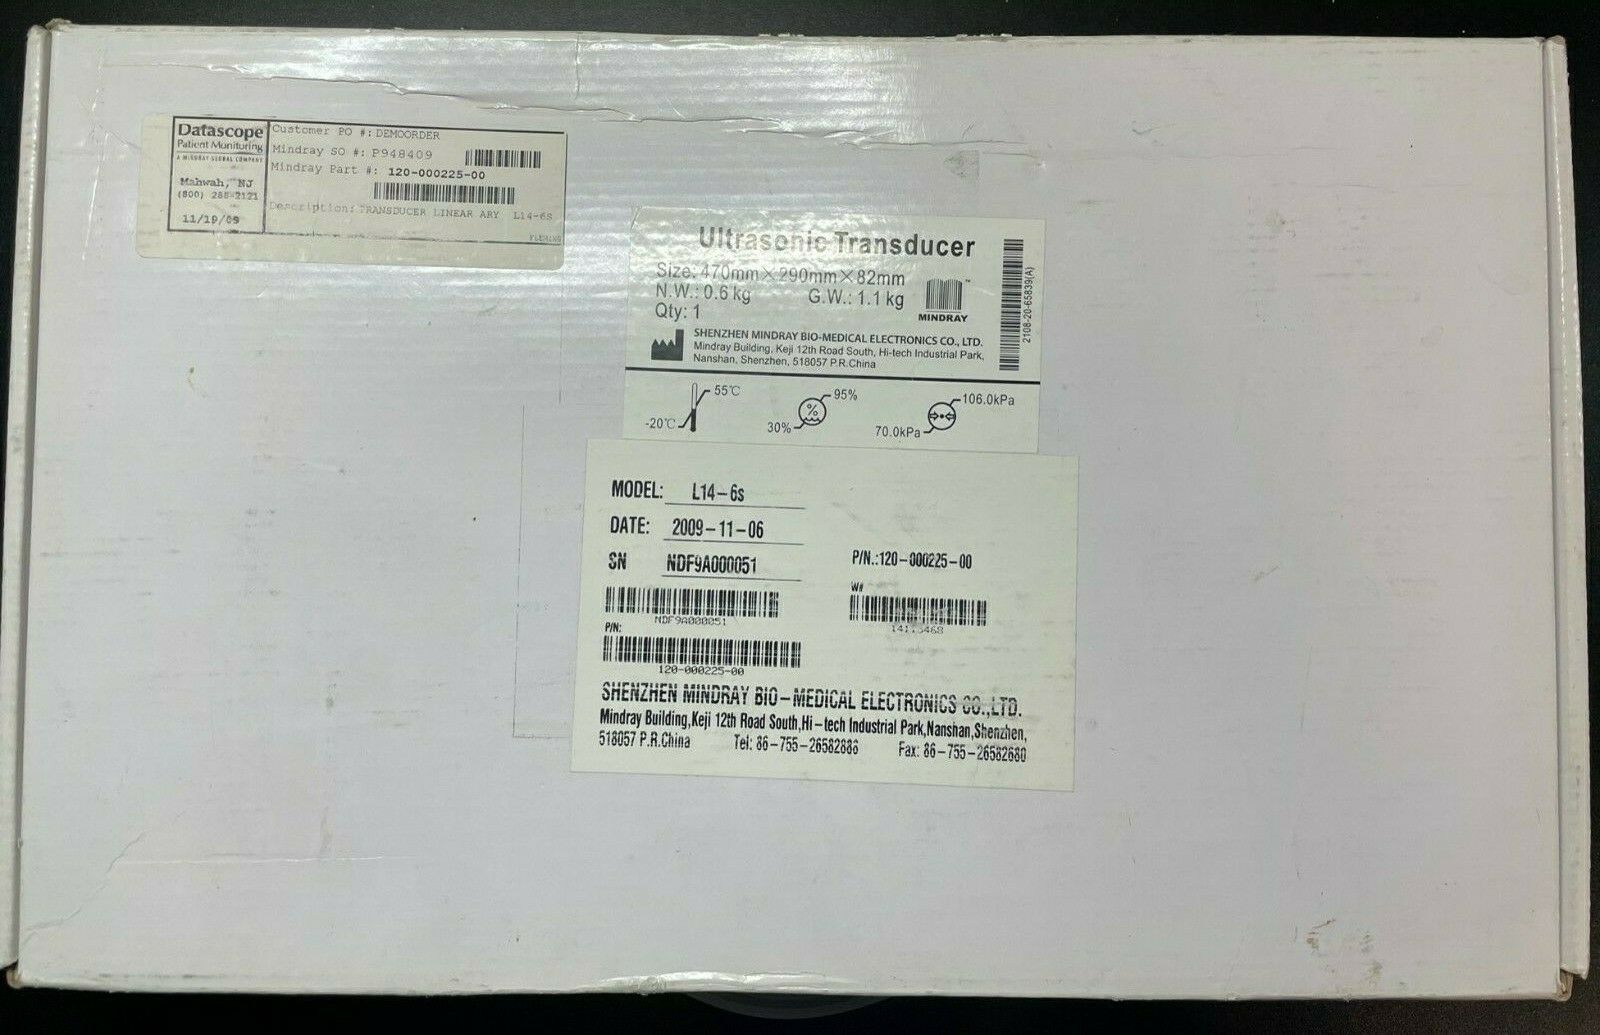 Datascope
Patient Monitoring
A MINDRAY GLOBAL COMPANY
Mahwah, NJ
(800) 288-2121
11/19/09
Customer PO #: DEMOORDER
Mindray SO #: P948409
Mindray Part #: 120-000225-00
Description: TRANSDUCER LINEAR ARY L14-6S
Ultrasonic Transducer
Size: 470mm×290mm×82mm
N.W.: 0.6 kg G.W.: 1.1 kg
Qty: 1
MINDRAY
™
2108-20-65839(A)
SHENZHEN MINDRAY BIO-MEDICAL ELECTRONICS CO., LTD.
Mindray Building, Keji 12th Road South, Hi-tech Industrial Park,
Nanshan, Shenzhen, 518057 P.R.China
-20℃ 55℃
30% % 95%
70.0kPa 106.0kPa
MODEL: L14-6s
DATE: 2009-11-06
SN NDF9A000051
P/N.:120-000225-00
NDF9A000051
W#
P/N:
120-000225-00
SHENZHEN MINDRAY BIO-MEDICAL ELECTRONICS CO.,LTD.
Mindray Building,Keji 12th Road South,Hi-tech Industrial Park,Nanshan,Shenzhen,
518057 P.R.China Tel: 86-755-26582888 Fax: 86-755-26582680